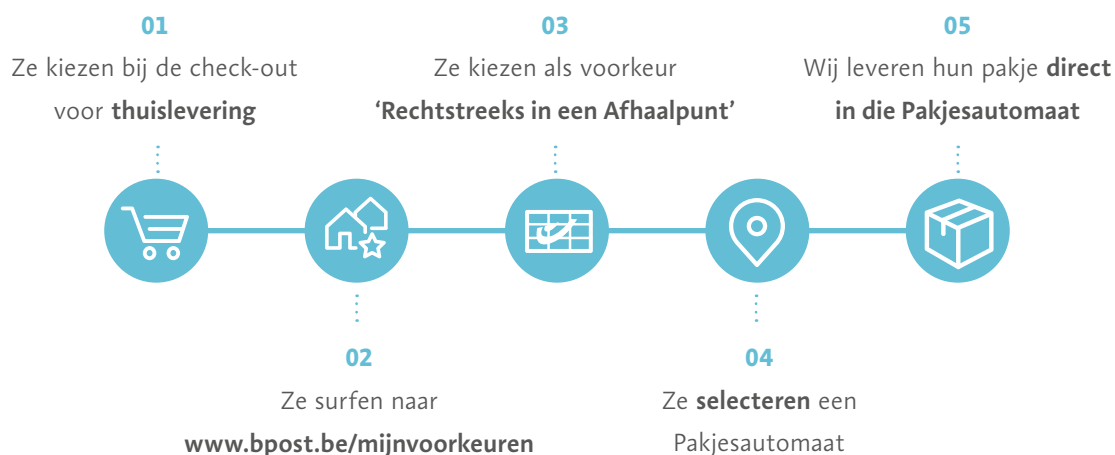 01
Ze kiezen bij de check-out
voor thuislevering
02
Ze surfen naar
www.bpost.be/mijnvoorkeuren
03
Ze kiezen als voorkeur
‘Rechtstreeks in een Afhaalpunt’
04
Ze selecteren een
Pakjesautomaat
05
Wij leveren hun pakje direct
in die Pakjesautomaat